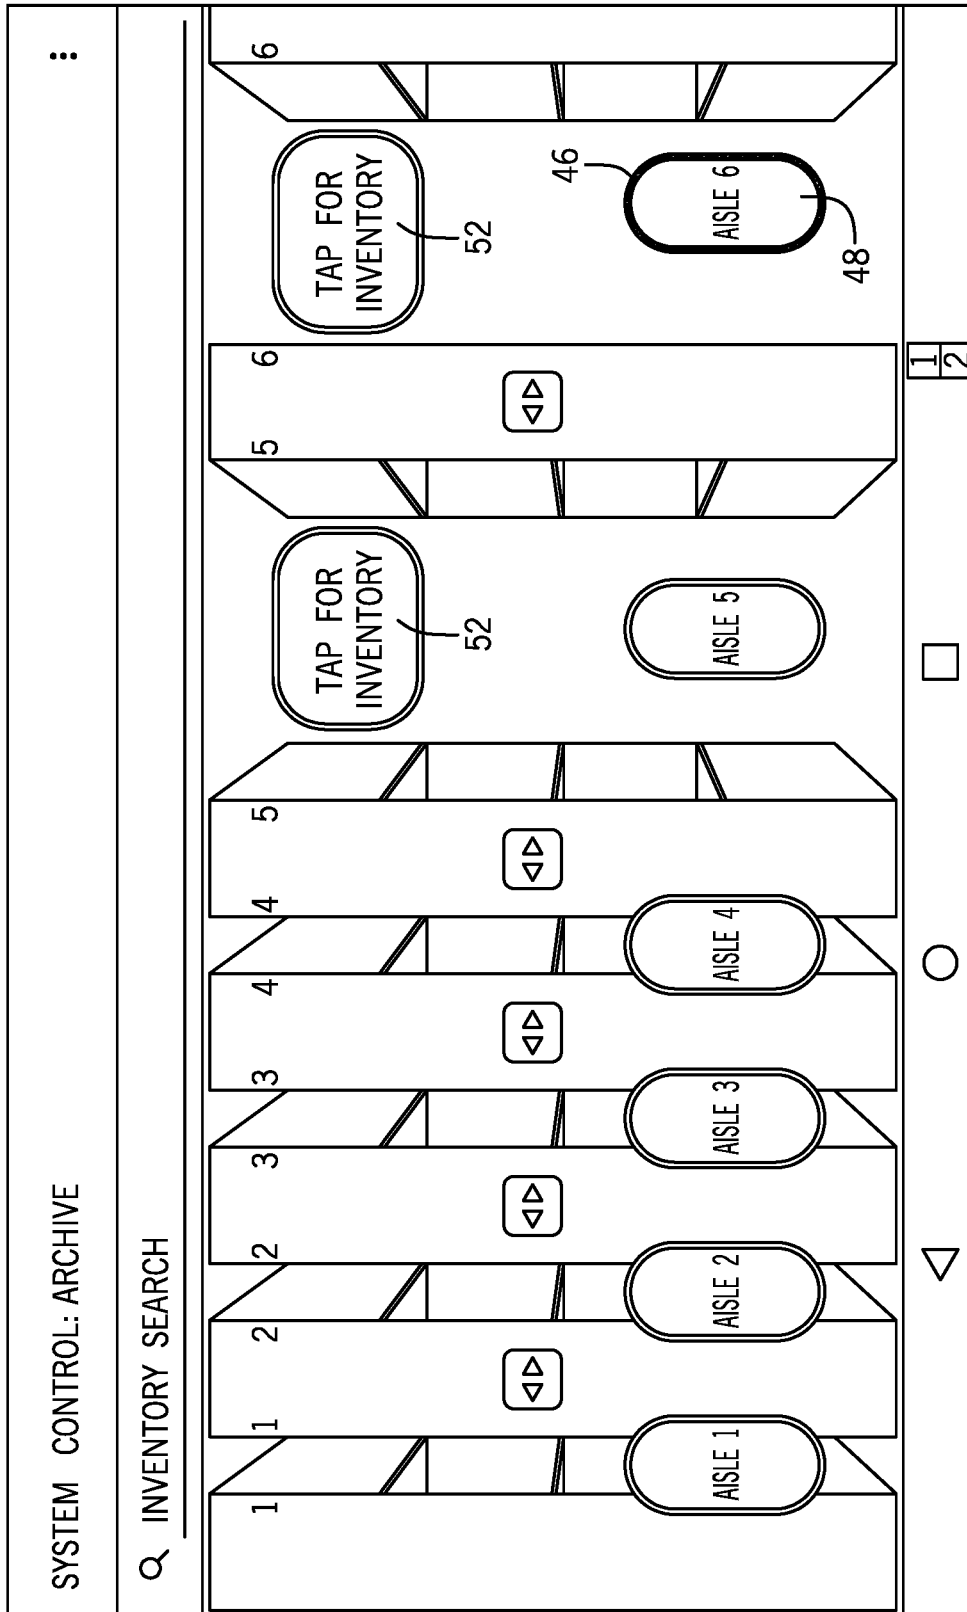 SYSTEM CONTROL: ARCHIVE
INVENTORY SEARCH
1
1
2
2
3
3
4
4
5
5
6
6
TAP FOR
INVENTORY
52
TAP FOR
INVENTORY
52
46
AISLE 1
AISLE 2
AISLE 3
AISLE 4
AISLE 5
AISLE 6
48
1
2